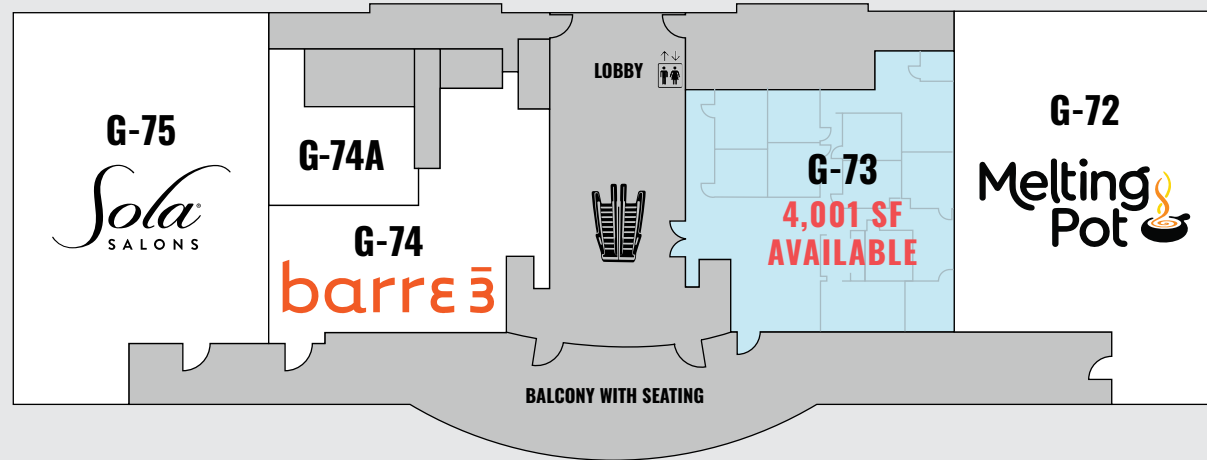 LOBBY
G-75
Sola®
SALONS
G-74A
G-74
barre3
G-73
4,001 SF
AVAILABLE
G-72
Melting
Pot
BALCONY WITH SEATING